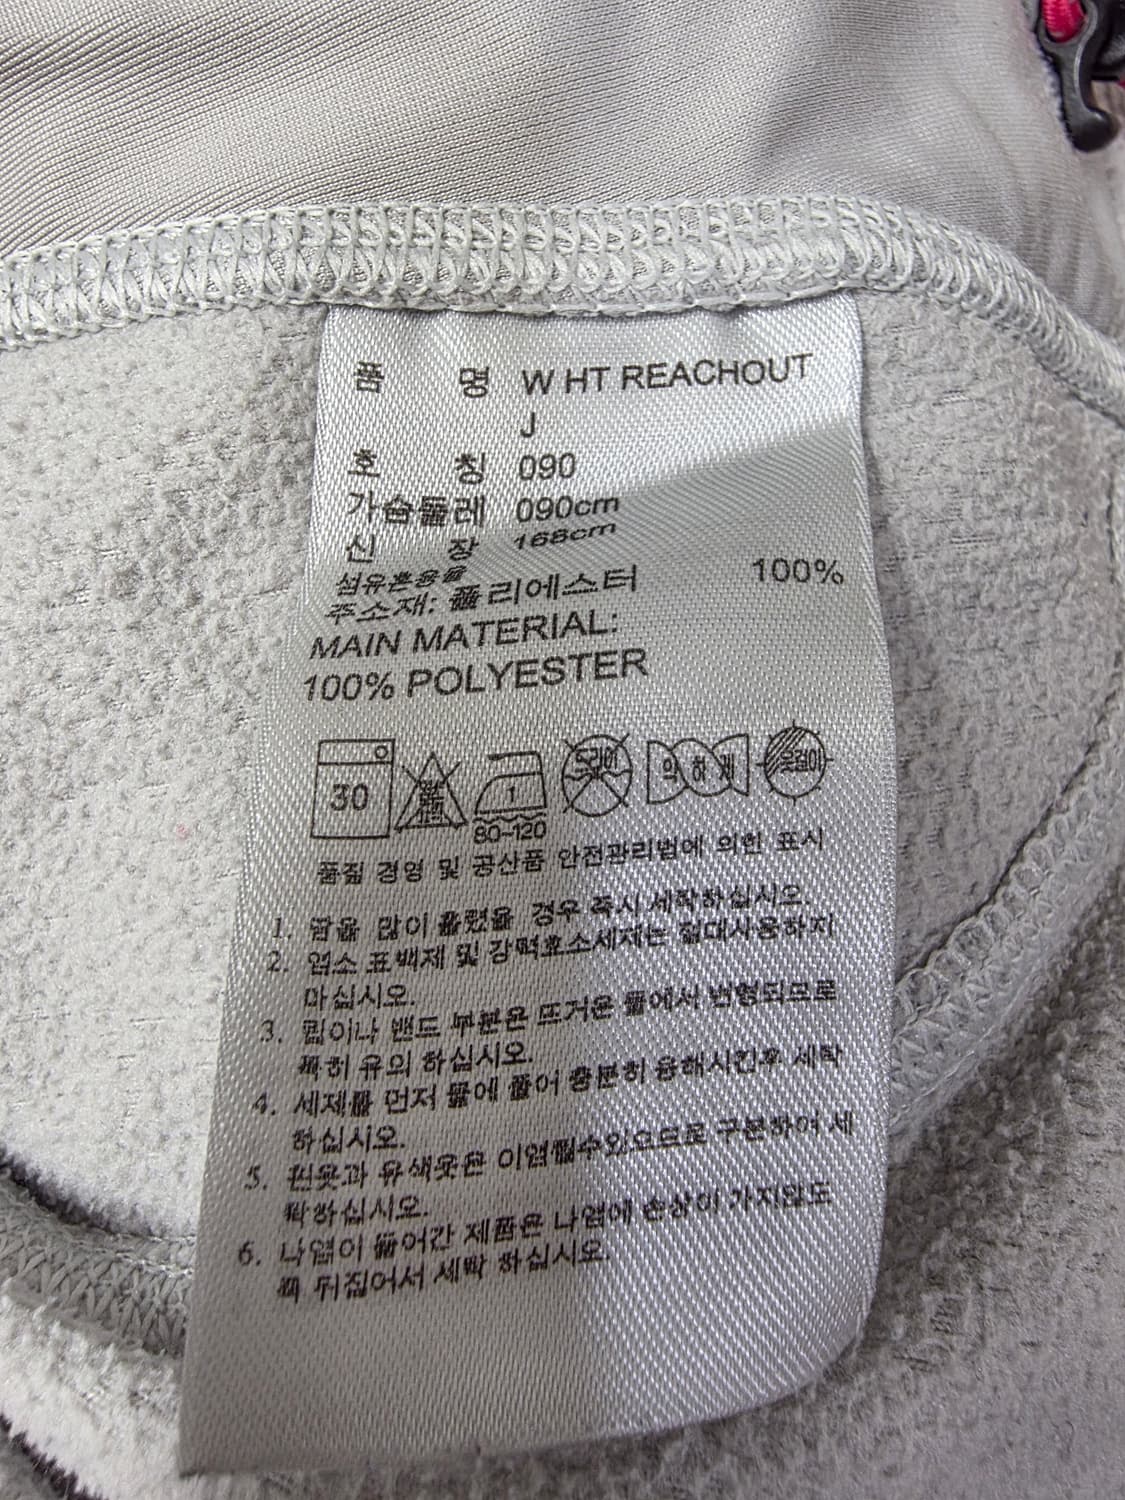 품 명 W HT REACHOUT
J
호 칭 090
가슴둘레 090cm
신 장 168cm
섬유혼용율
주소재: 폴리에스터 100%
MAIN MATERIAL:
100% POLYESTER
30 염소표백 1 드라이 약하게 옷걸이
80-120
품질 경영 및 공산품 안전관리법에 의한 표시
1. 땀을 많이 흘렸을 경우 즉시 세탁하십시오.
2. 염소 표백제 및 강력효소세제는 절대사용하지
마십시오.
3. 립이나 밴드 부분은 뜨거운 물에서 변형되므로
특히 유의 하십시오.
4. 세제를 먼저 물에 풀어 충분히 용해시킨후 세탁
하십시오.
5. 흰옷과 유색옷은 이염될수있으므로 구분하여 세
탁하십시오.
6. 나염이 들어간 제품은 나염에 손상이 가지않도
록 뒤집어서 세탁 하십시오.